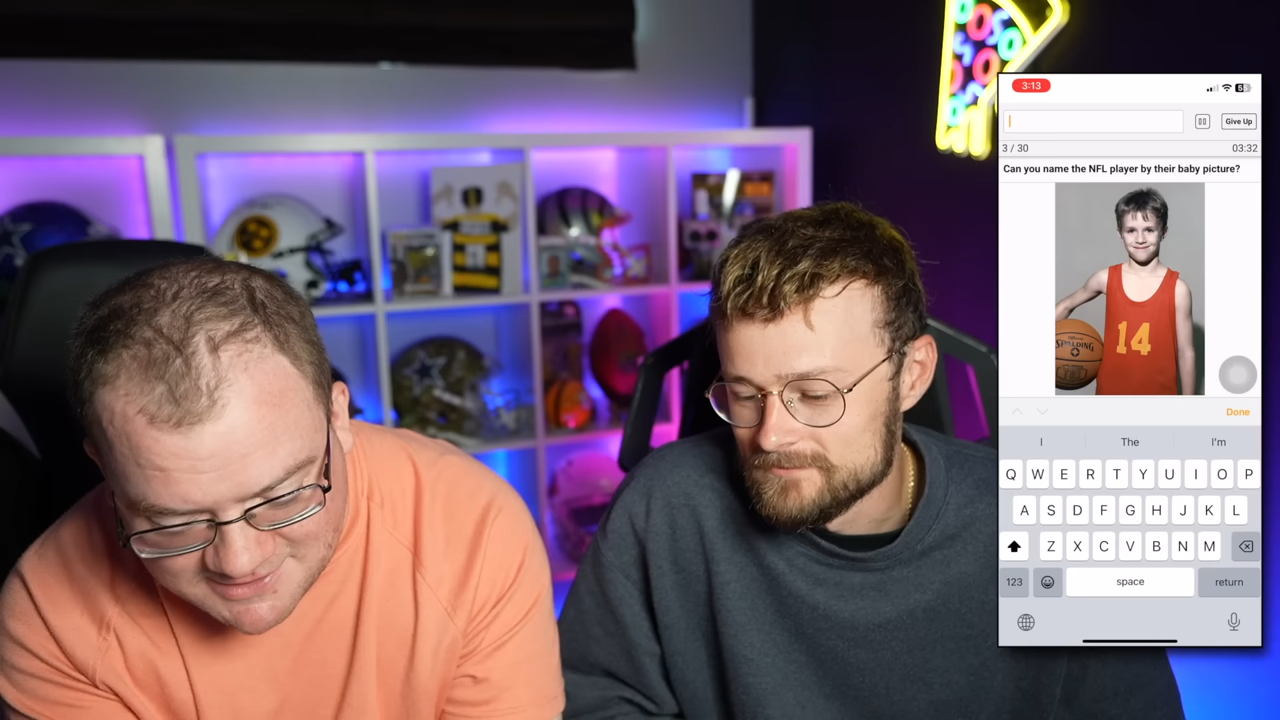 3:13
Give Up
3 / 30
03:32
Can you name the NFL player by their baby picture?
SPALDING
14
Done
I The I'm
Q W E R T Y U I O P
A S D F G H J K L
Z X C V B N M
123 space return